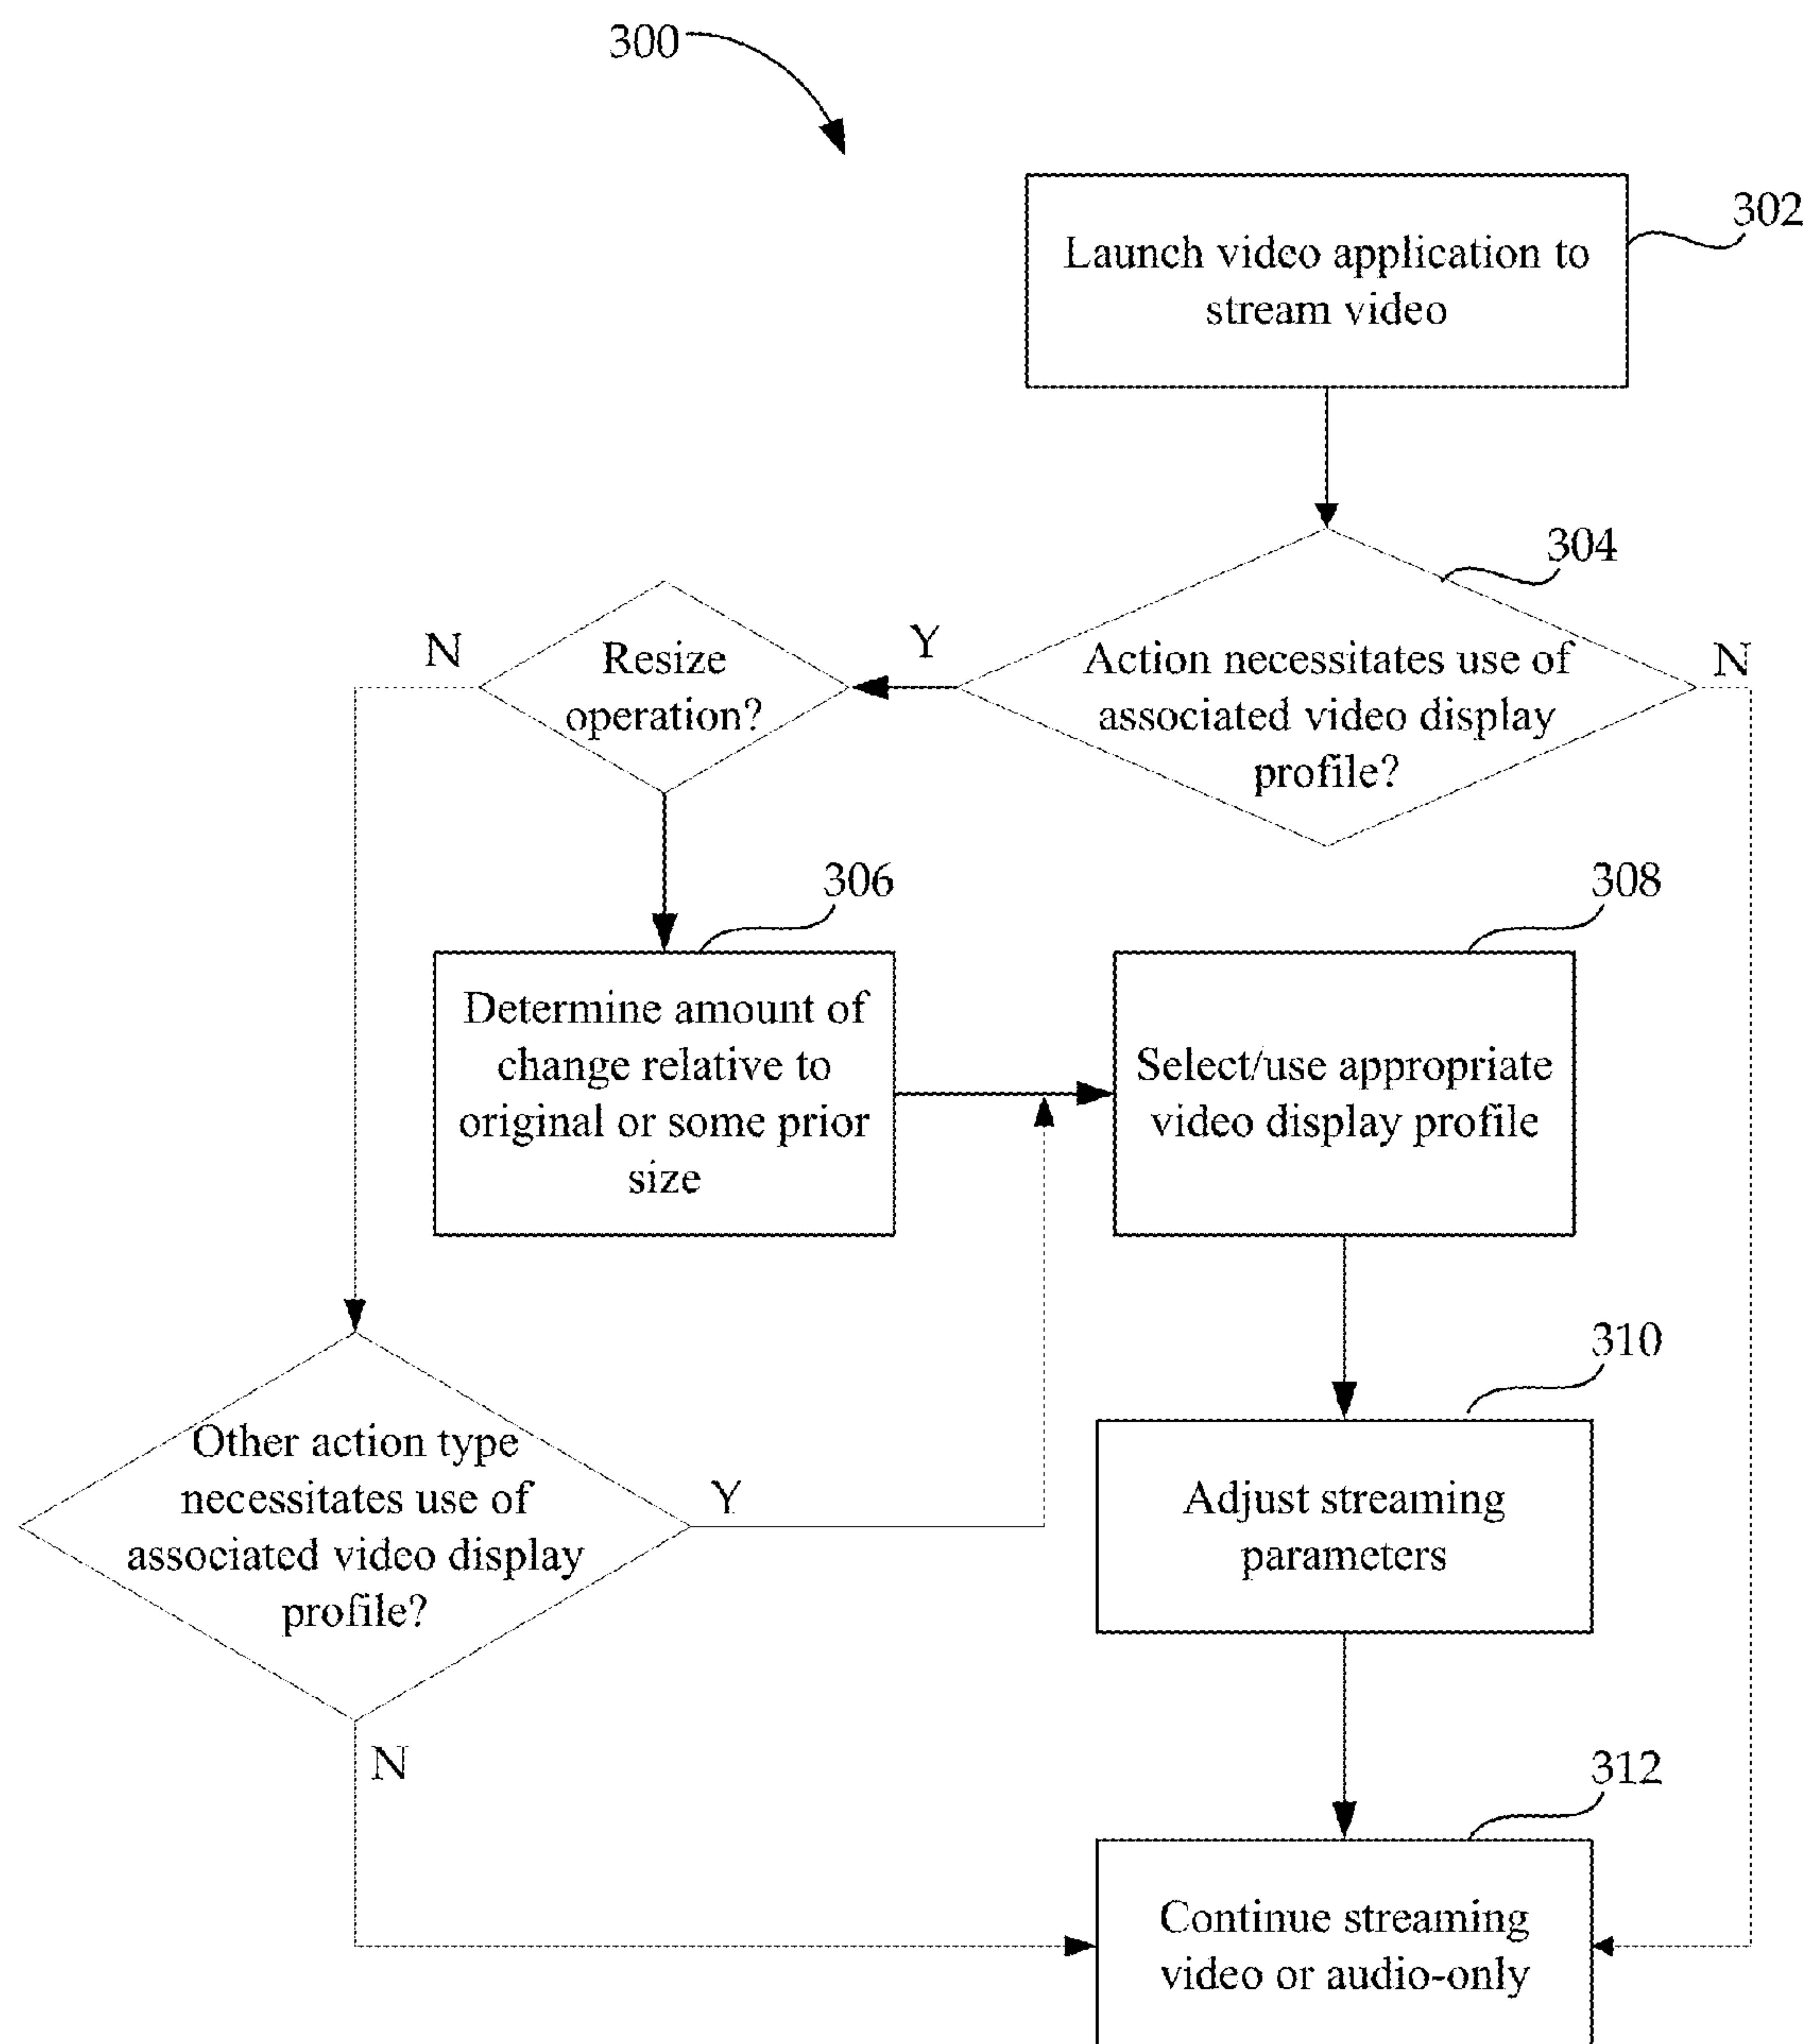 300
302
Launch video application to
stream video
304
Action necessitates use of
associated video display
profile?
Y
N
Resize
operation?
N
306
Determine amount of
change relative to
original or some prior
size
308
Select/use appropriate
video display profile
310
Adjust streaming
parameters
Other action type
necessitates use of
associated video display
profile?
Y
N
312
Continue streaming
video or audio-only